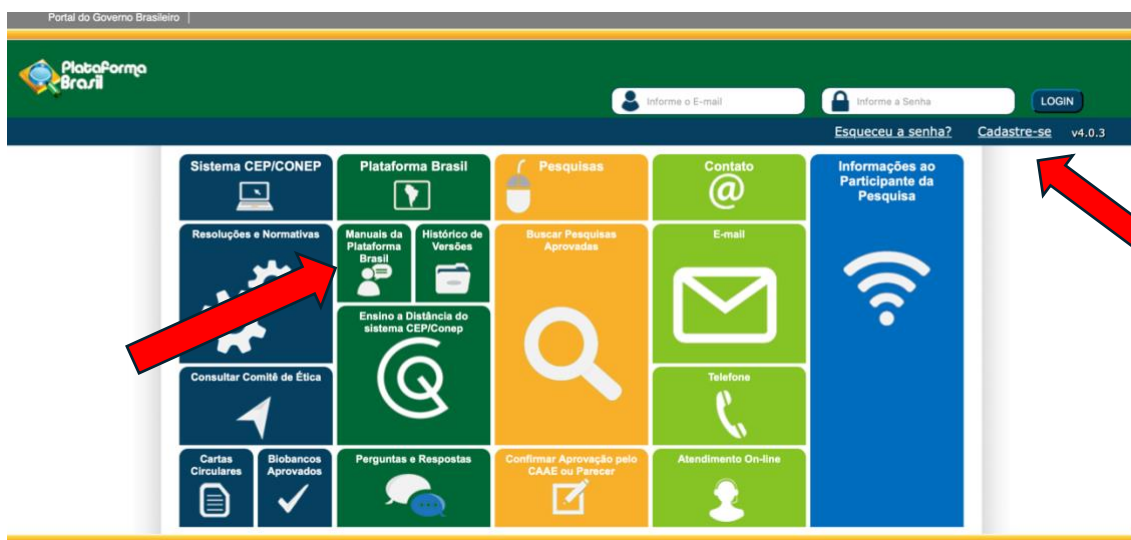 Portal do Governo Brasileiro
Plataforma
Brasil
Informe o E-mail
Informe a Senha
LOGIN
Esqueceu a senha?
Cadastre-se
v4.0.3
Sistema CEP/CONEP
Plataforma Brasil
Pesquisas
Contato
@
Informações ao
Participante da
Pesquisa
Resoluções e Normativas
Manuais da
Plataforma
Brasil
Histórico de
Versões
Buscar Pesquisas
Aprovadas
E-mail
Ensino a Distância do
sistema CEP/Conep
Consultar Comitê de Ética
Telefone
Cartas
Circulares
Biobancos
Aprovados
Perguntas e Respostas
Confirmar Aprovação pelo
CAAE ou Parecer
Atendimento On-line